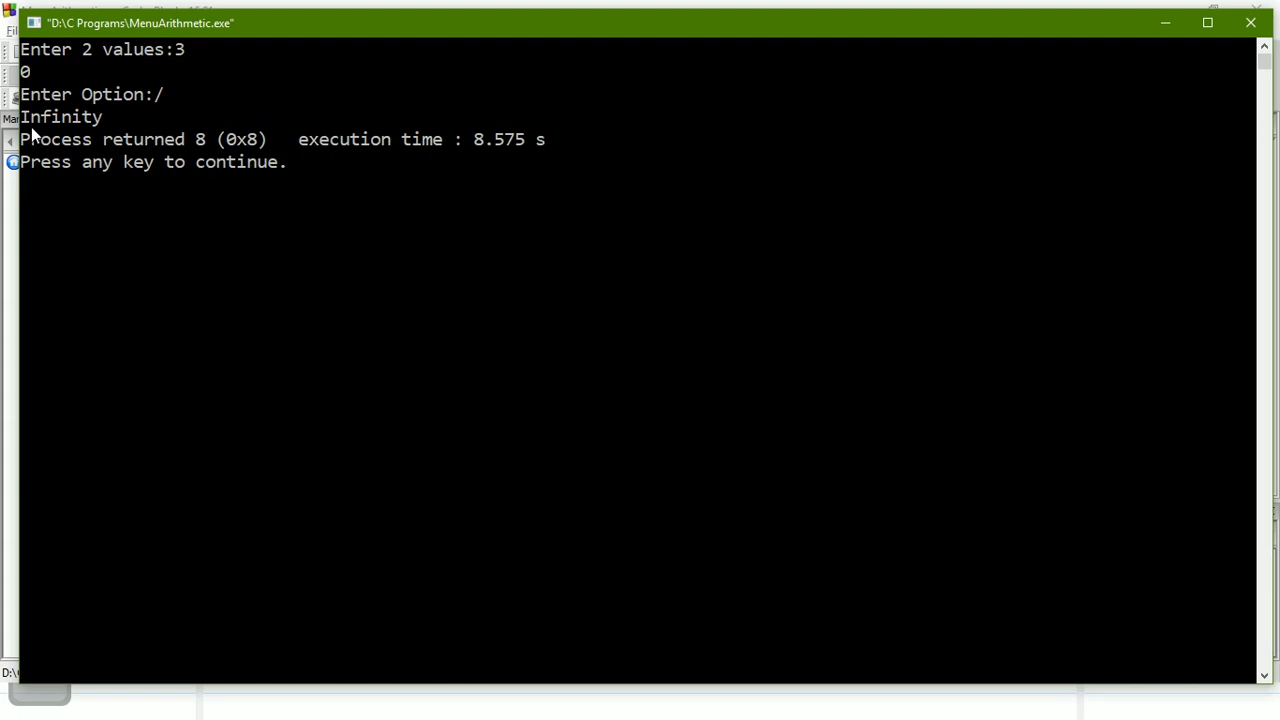 "D:\C Programs\MenuArithmetic.exe"
Enter 2 values:3
0
Enter Option:/
Infinity
Process returned 8 (0x8)   execution time : 8.575 s
Press any key to continue.